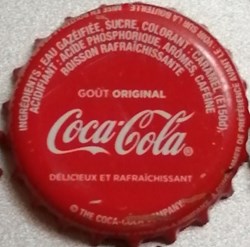 INGRÉDIENTS, EAU GAZÉIFIÉE, SUCRE, COLORANT : CARAMEL (E150D),
ACIDIFIANT : ACIDE PHOSPHORIQUE, ARÔMES, CAFÉINE
BOISSON RAFRAÎCHISSANTE
GOÛT ORIGINAL
Coca-Cola®
DÉLICIEUX ET RAFRAÎCHISSANT
© THE COCA-COLA COMPANY